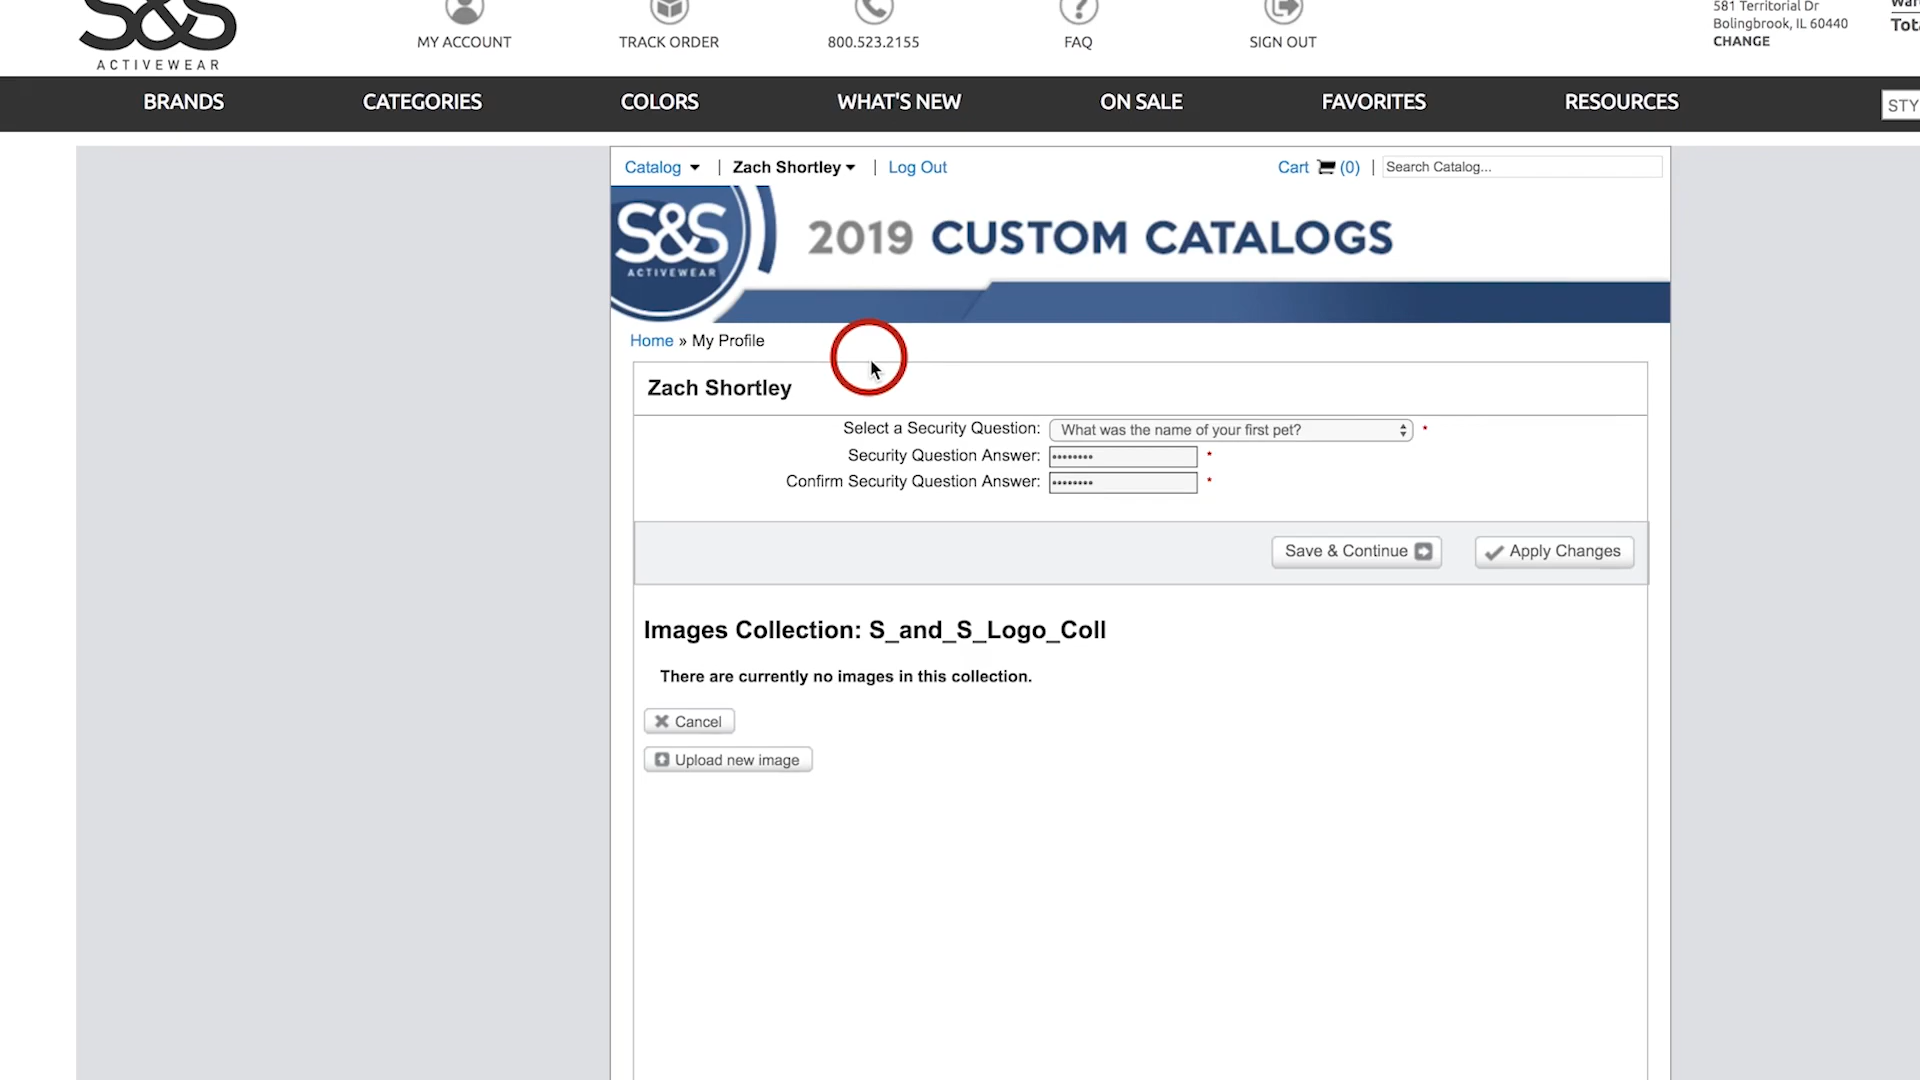 S&S
ACTIVEWEAR
MY ACCOUNT
TRACK ORDER
800.523.2155
FAQ
SIGN OUT
581 Territorial Dr
Bolingbrook, IL 60440
CHANGE
BRANDS
CATEGORIES
COLORS
WHAT'S NEW
ON SALE
FAVORITES
RESOURCES
STY
Catalog | Zach Shortley | Log Out
Cart (0) | Search Catalog...
S&S
ACTIVEWEAR
2019 CUSTOM CATALOGS
Home » My Profile
Zach Shortley
Select a Security Question: What was the name of your first pet? *
Security Question Answer: •••••••• *
Confirm Security Question Answer: •••••••• *
Save & Continue
Apply Changes
Images Collection: S_and_S_Logo_Coll
There are currently no images in this collection.
Cancel
Upload new image